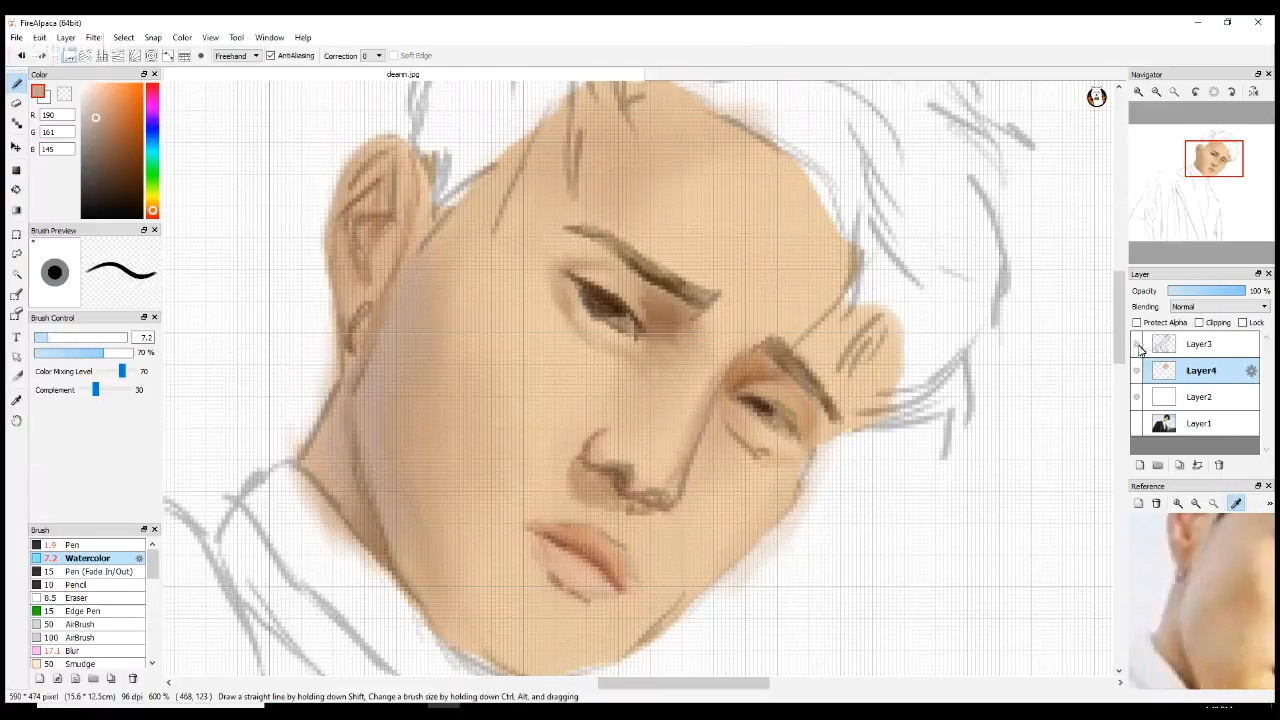 FireAlpaca (64bit)
File Edit Layer Filter Select Snap Color View Tool Window Help
Freehand AntiAliasing Correction 0 Soft Edge
Color
deann.jpg
Navigator
R 190
G 161
B 145
Brush Preview
Layer
Opacity 100 %
Blending Normal
Protect Alpha Clipping Lock
Brush Control
7.2
70 %
Color Mixing Level 70
Complement 30
Layer3
Layer4
Layer2
Layer1
Reference
»
Brush
1.9 Pen
7.2 Watercolor
15 Pen (Fade In/Out)
10 Pencil
8.5 Eraser
15 Edge Pen
50 AirBrush
100 AirBrush
17.1 Blur
50 Smudge
590 * 474 pixel (15.6 * 12.5cm) 96 dpi 600 % ( 468, 123 ) Draw a straight line by holding down Shift, Change a brush size by holding down Ctrl, Alt, and dragging